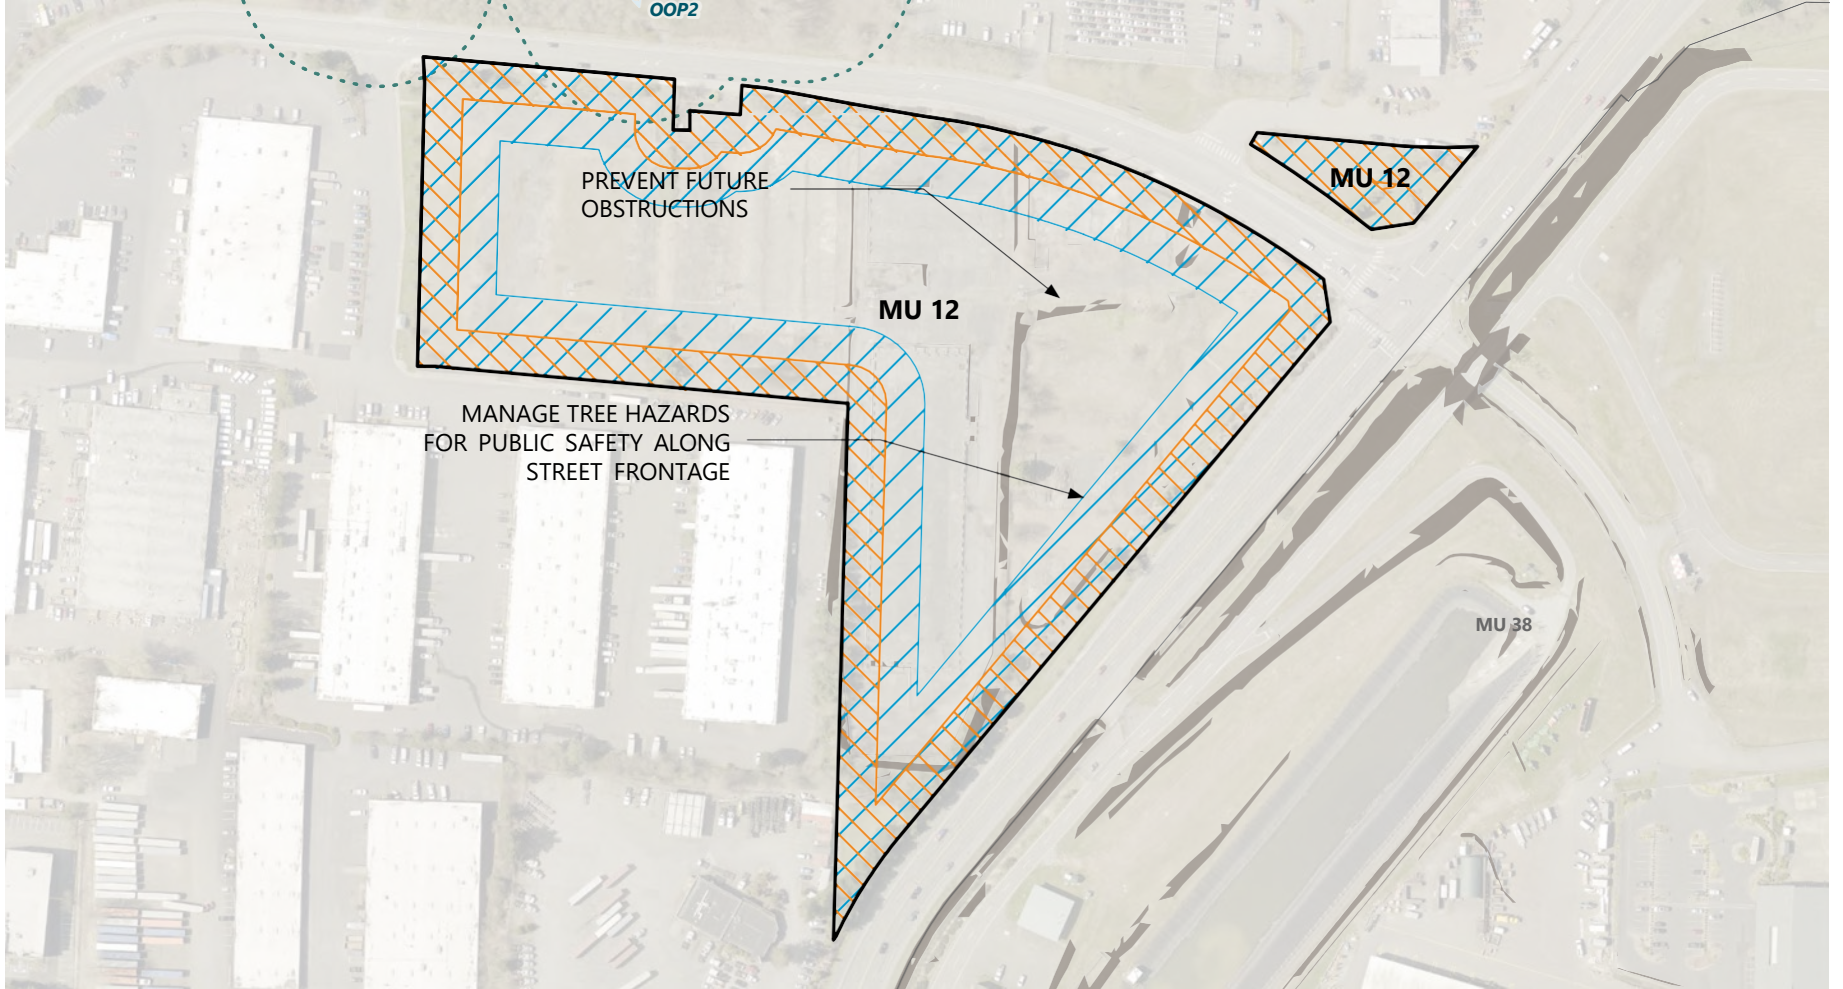 OOP2
MU 12
PREVENT FUTURE
OBSTRUCTIONS
MU 12
MANAGE TREE HAZARDS
FOR PUBLIC SAFETY ALONG
STREET FRONTAGE
MU 38